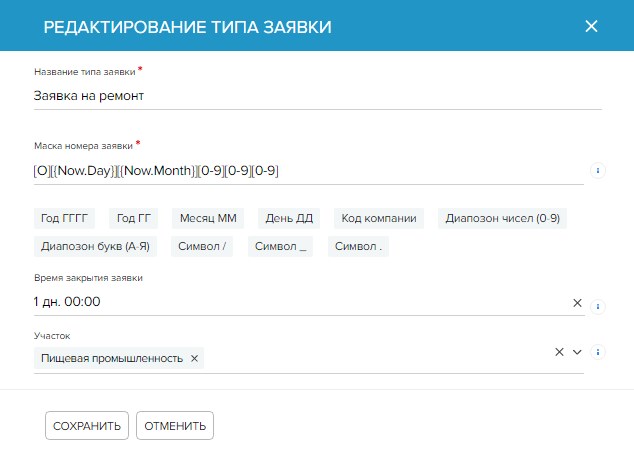 РЕДАКТИРОВАНИЕ ТИПА ЗАЯВКИ
Название типа заявки *
Заявка на ремонт
Маска номера заявки *
[О][{Now.Day}][{Now.Month}][0-9][0-9][0-9]
Год ГГГГ Год ГГ Месяц ММ День ДД Код компании Диапозон чисел (0-9)
Диапозон букв (А-Я) Символ / Символ _ Символ .
Время закрытия заявки
1 дн. 00:00
Участок
Пищевая промышленность
СОХРАНИТЬ ОТМЕНИТЬ